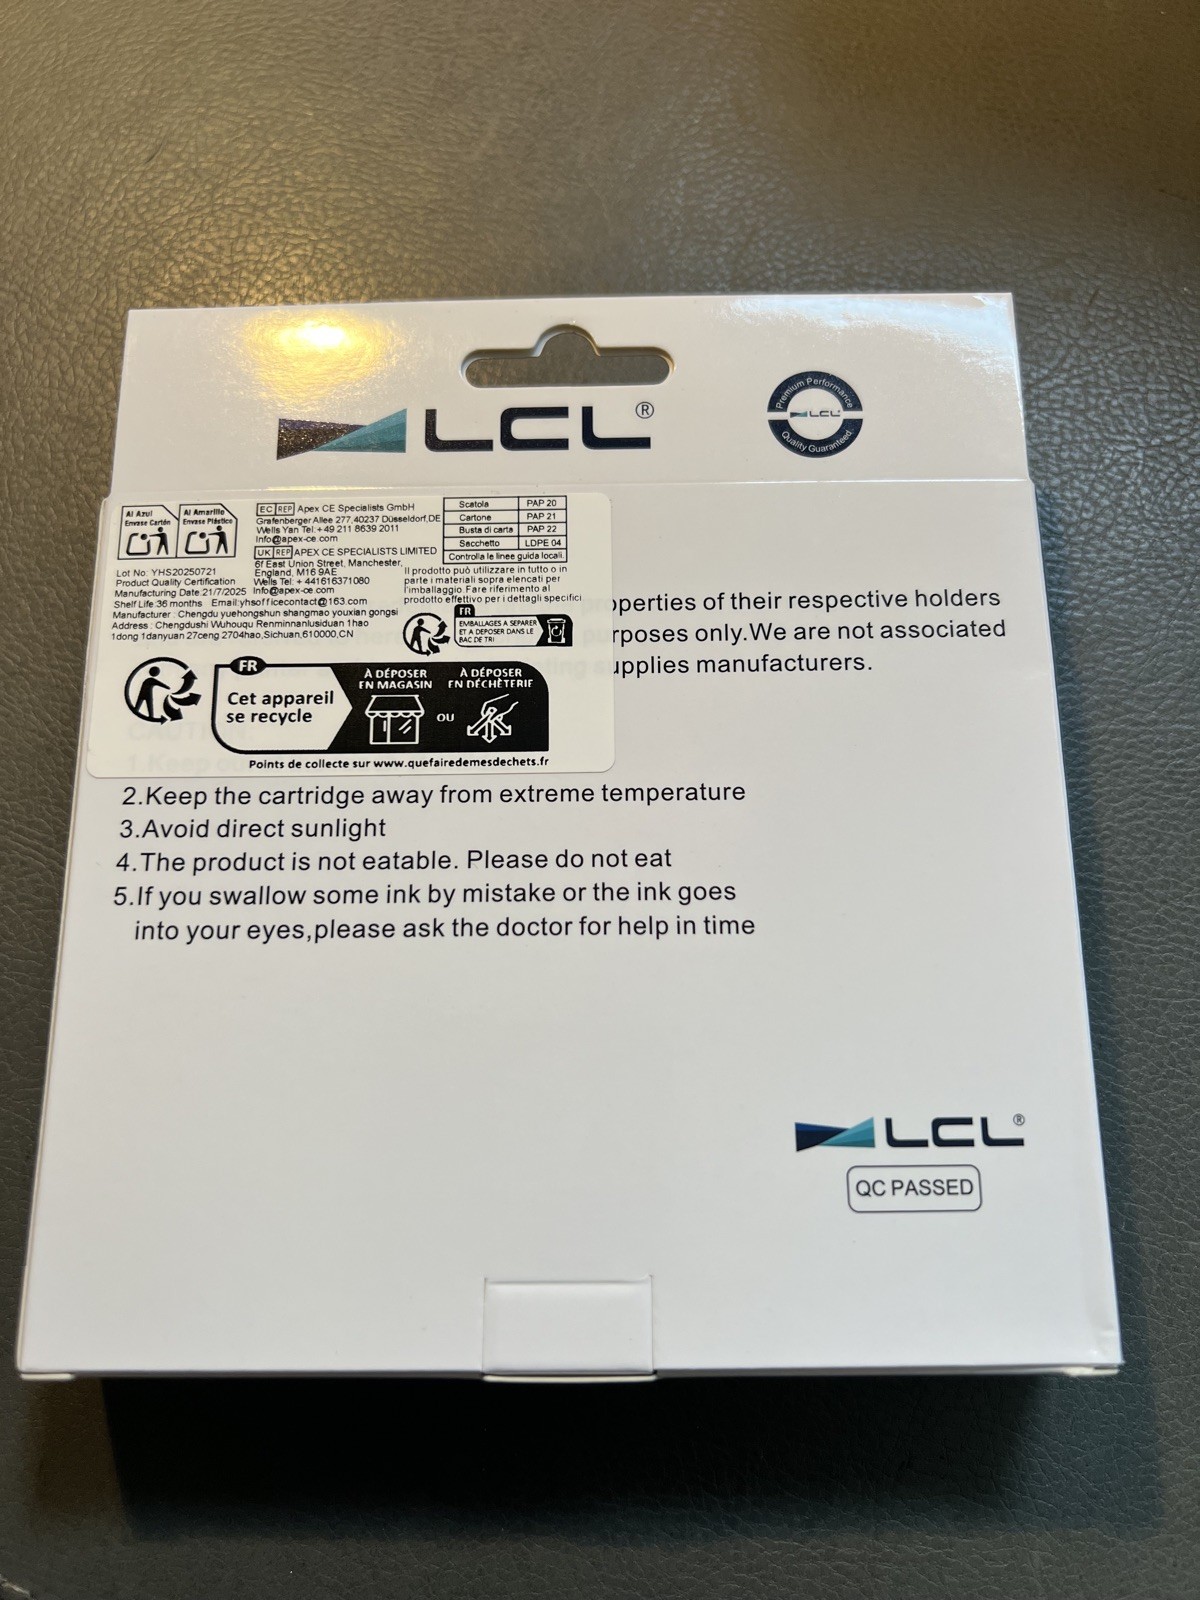 LCL®
Premium Performance
LCL
Quality Guaranteed
Al Azul
Envase Cartón
Al Amarillo
Envase Plástico
Lot No: YHS20250721
Product Quality Certification
Manufacturing Date:21/7/2025
Shelf Life:36 months Email:yhsofficecontact@163.com
Manufacturer: Chengdu yuehongshun shangmao youxian gongsi
Address: Chengdushi Wuhouqu Renminnanlusiduan 1hao
1dong 1danyuan 27ceng 2704hao,Sichuan,610000,CN
EC REP Apex CE Specialists GmbH
Grafenberger Allee 277,40237 Düsseldorf,DE
Wells Yan Tel:+49 211 8639 2011
Info@apex-ce.com
UK REP APEX CE SPECIALISTS LIMITED
6f East Union Street, Manchester,
England, M16 9AE
Wells Tel: + 441616371080
Info@apex-ce.com
Scatola PAP 20
Cartone PAP 21
Busta di carta PAP 22
Sacchetto LDPE 04
Controlla le linee guida locali.
Il prodotto può utilizzare in tutto o in
parte i materiali sopra elencati per
l'imballaggio.Fare riferimento al
prodotto effettivo per i dettagli specifici
FR
EMBALLAGES A SEPARER
ET A DEPOSER DANS LE
BAC DE TRI
FR
Cet appareil
se recycle
À DÉPOSER
EN MAGASIN
OU
À DÉPOSER
EN DÉCHÈTERIE
Points de collecte sur www.quefairedemesdechets.fr
operties of their respective holders
purposes only.We are not associated
supplies manufacturers.
CAUTION:
1.Keep
2.Keep the cartridge away from extreme temperature
3.Avoid direct sunlight
4.The product is not eatable. Please do not eat
5.If you swallow some ink by mistake or the ink goes
into your eyes,please ask the doctor for help in time
LCL®
QC PASSED